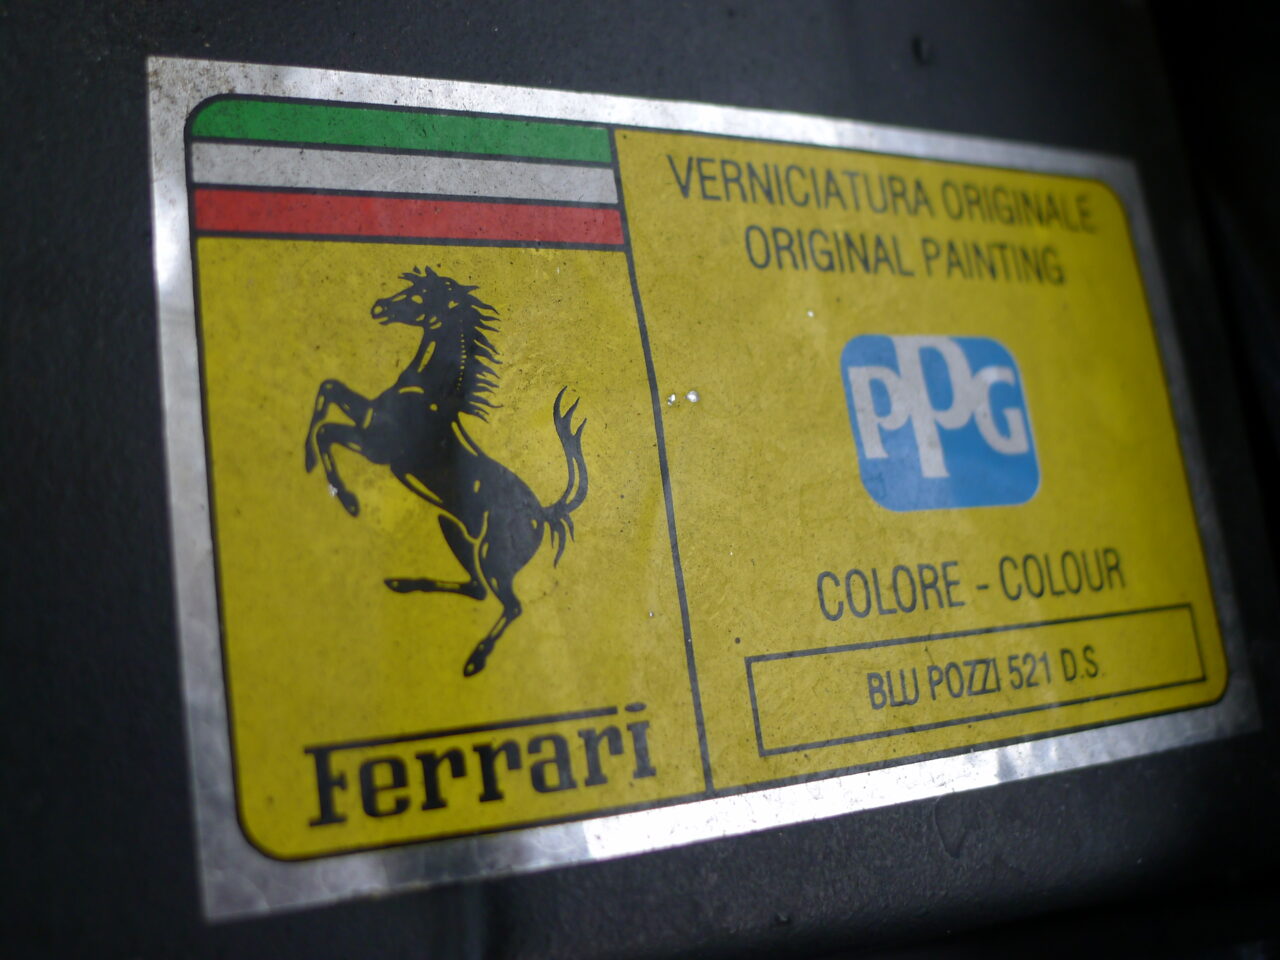 VERNICIATURA ORIGINALE
ORIGINAL PAINTING
PPG
COLORE - COLOUR
BLU POZZI 521 D.S.
Ferrari